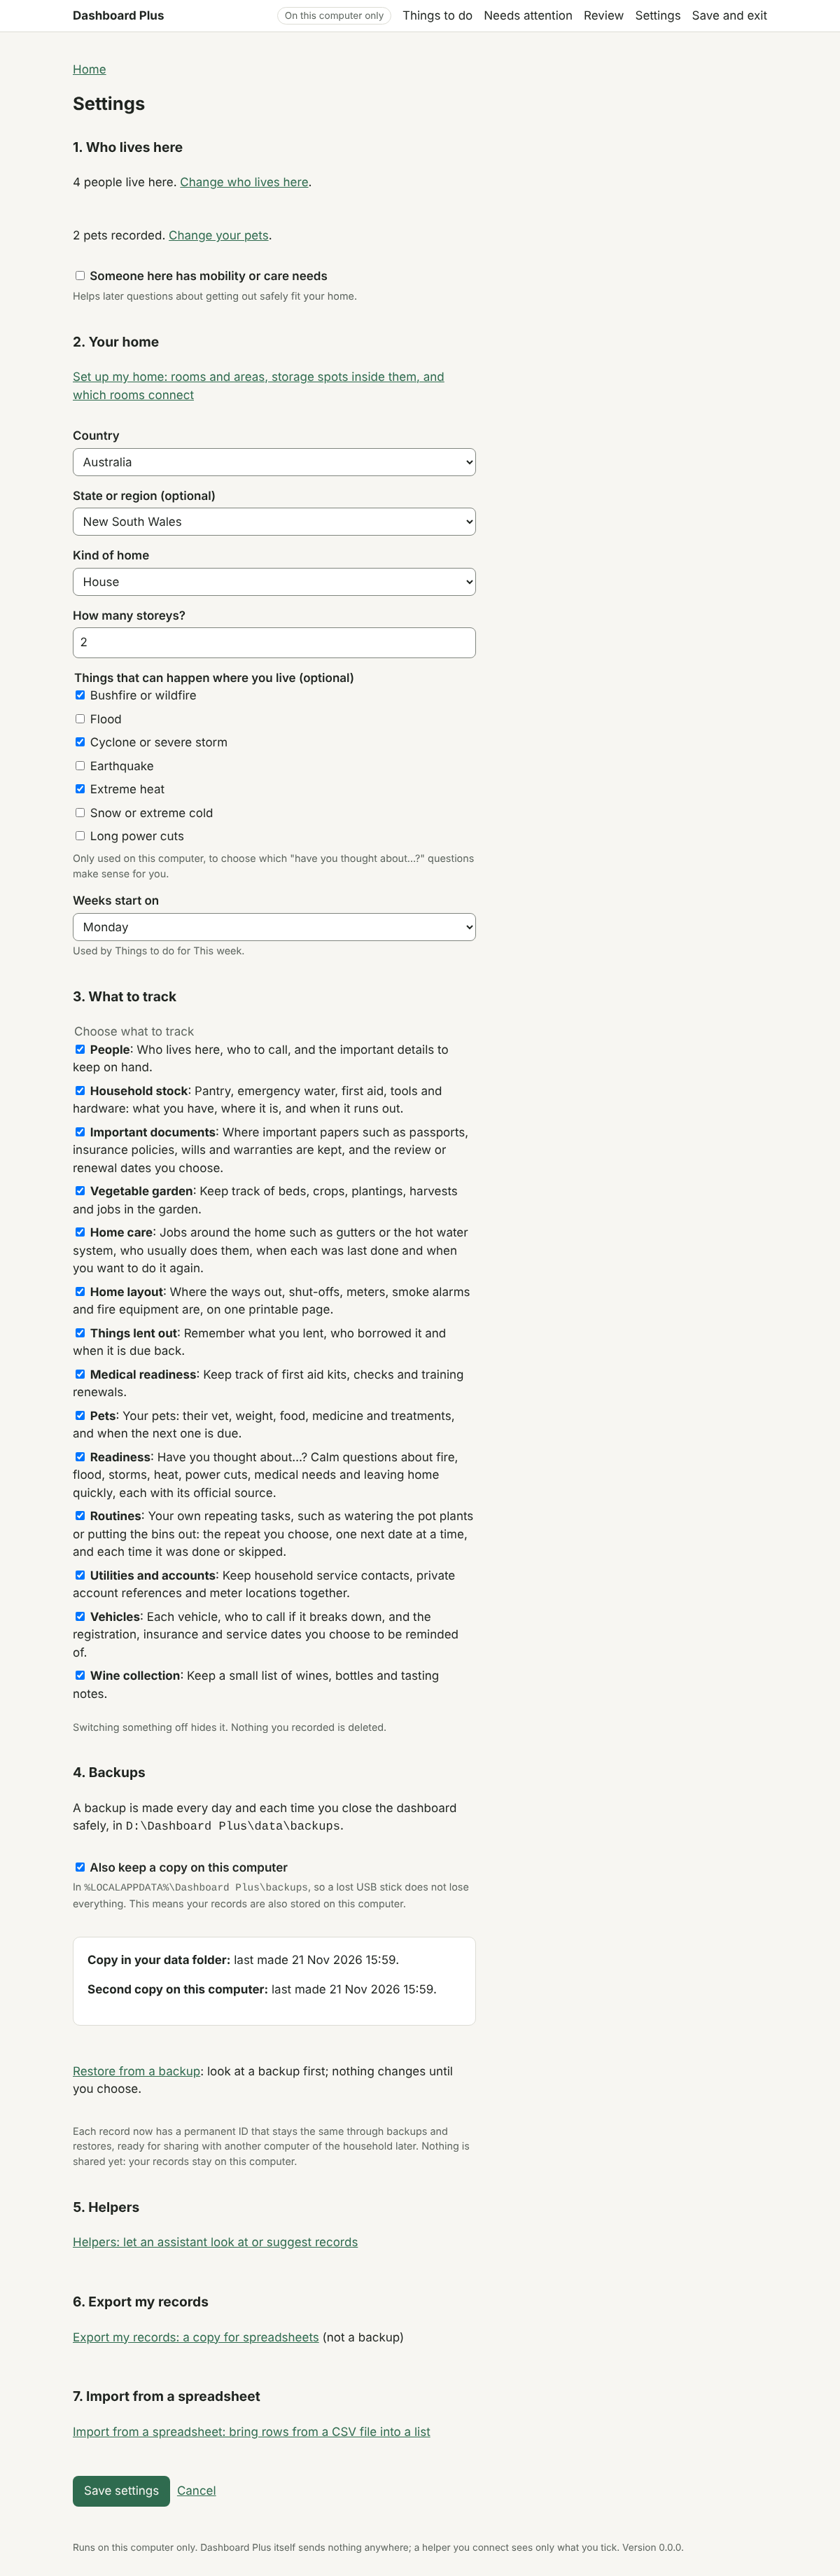 Dashboard Plus
On this computer only
Things to do
Needs attention
Review
Settings
Save and exit
Home
Settings
1. Who lives here
4 people live here. Change who lives here.
2 pets recorded. Change your pets.
Someone here has mobility or care needs
Helps later questions about getting out safely fit your home.
2. Your home
Set up my home: rooms and areas, storage spots inside them, and
which rooms connect
Country
Australia
State or region (optional)
New South Wales
Kind of home
House
How many storeys?
2
Things that can happen where you live (optional)
Bushfire or wildfire
Flood
Cyclone or severe storm
Earthquake
Extreme heat
Snow or extreme cold
Long power cuts
Only used on this computer, to choose which "have you thought about...?" questions
make sense for you.
Weeks start on
Monday
Used by Things to do for This week.
3. What to track
Choose what to track
People: Who lives here, who to call, and the important details to
keep on hand.
Household stock: Pantry, emergency water, first aid, tools and
hardware: what you have, where it is, and when it runs out.
Important documents: Where important papers such as passports,
insurance policies, wills and warranties are kept, and the review or
renewal dates you choose.
Vegetable garden: Keep track of beds, crops, plantings, harvests
and jobs in the garden.
Home care: Jobs around the home such as gutters or the hot water
system, who usually does them, when each was last done and when
you want to do it again.
Home layout: Where the ways out, shut-offs, meters, smoke alarms
and fire equipment are, on one printable page.
Things lent out: Remember what you lent, who borrowed it and
when it is due back.
Medical readiness: Keep track of first aid kits, checks and training
renewals.
Pets: Your pets: their vet, weight, food, medicine and treatments,
and when the next one is due.
Readiness: Have you thought about...? Calm questions about fire,
flood, storms, heat, power cuts, medical needs and leaving home
quickly, each with its official source.
Routines: Your own repeating tasks, such as watering the pot plants
or putting the bins out: the repeat you choose, one next date at a time,
and each time it was done or skipped.
Utilities and accounts: Keep household service contacts, private
account references and meter locations together.
Vehicles: Each vehicle, who to call if it breaks down, and the
registration, insurance and service dates you choose to be reminded
of.
Wine collection: Keep a small list of wines, bottles and tasting
notes.
Switching something off hides it. Nothing you recorded is deleted.
4. Backups
A backup is made every day and each time you close the dashboard
safely, in D:\Dashboard Plus\data\backups.
Also keep a copy on this computer
In %LOCALAPPDATA%\Dashboard Plus\backups, so a lost USB stick does not lose
everything. This means your records are also stored on this computer.
Copy in your data folder: last made 21 Nov 2026 15:59.
Second copy on this computer: last made 21 Nov 2026 15:59.
Restore from a backup: look at a backup first; nothing changes until
you choose.
Each record now has a permanent ID that stays the same through backups and
restores, ready for sharing with another computer of the household later. Nothing is
shared yet: your records stay on this computer.
5. Helpers
Helpers: let an assistant look at or suggest records
6. Export my records
Export my records: a copy for spreadsheets (not a backup)
7. Import from a spreadsheet
Import from a spreadsheet: bring rows from a CSV file into a list
Save settings
Cancel
Runs on this computer only. Dashboard Plus itself sends nothing anywhere; a helper you connect sees only what you tick. Version 0.0.0.